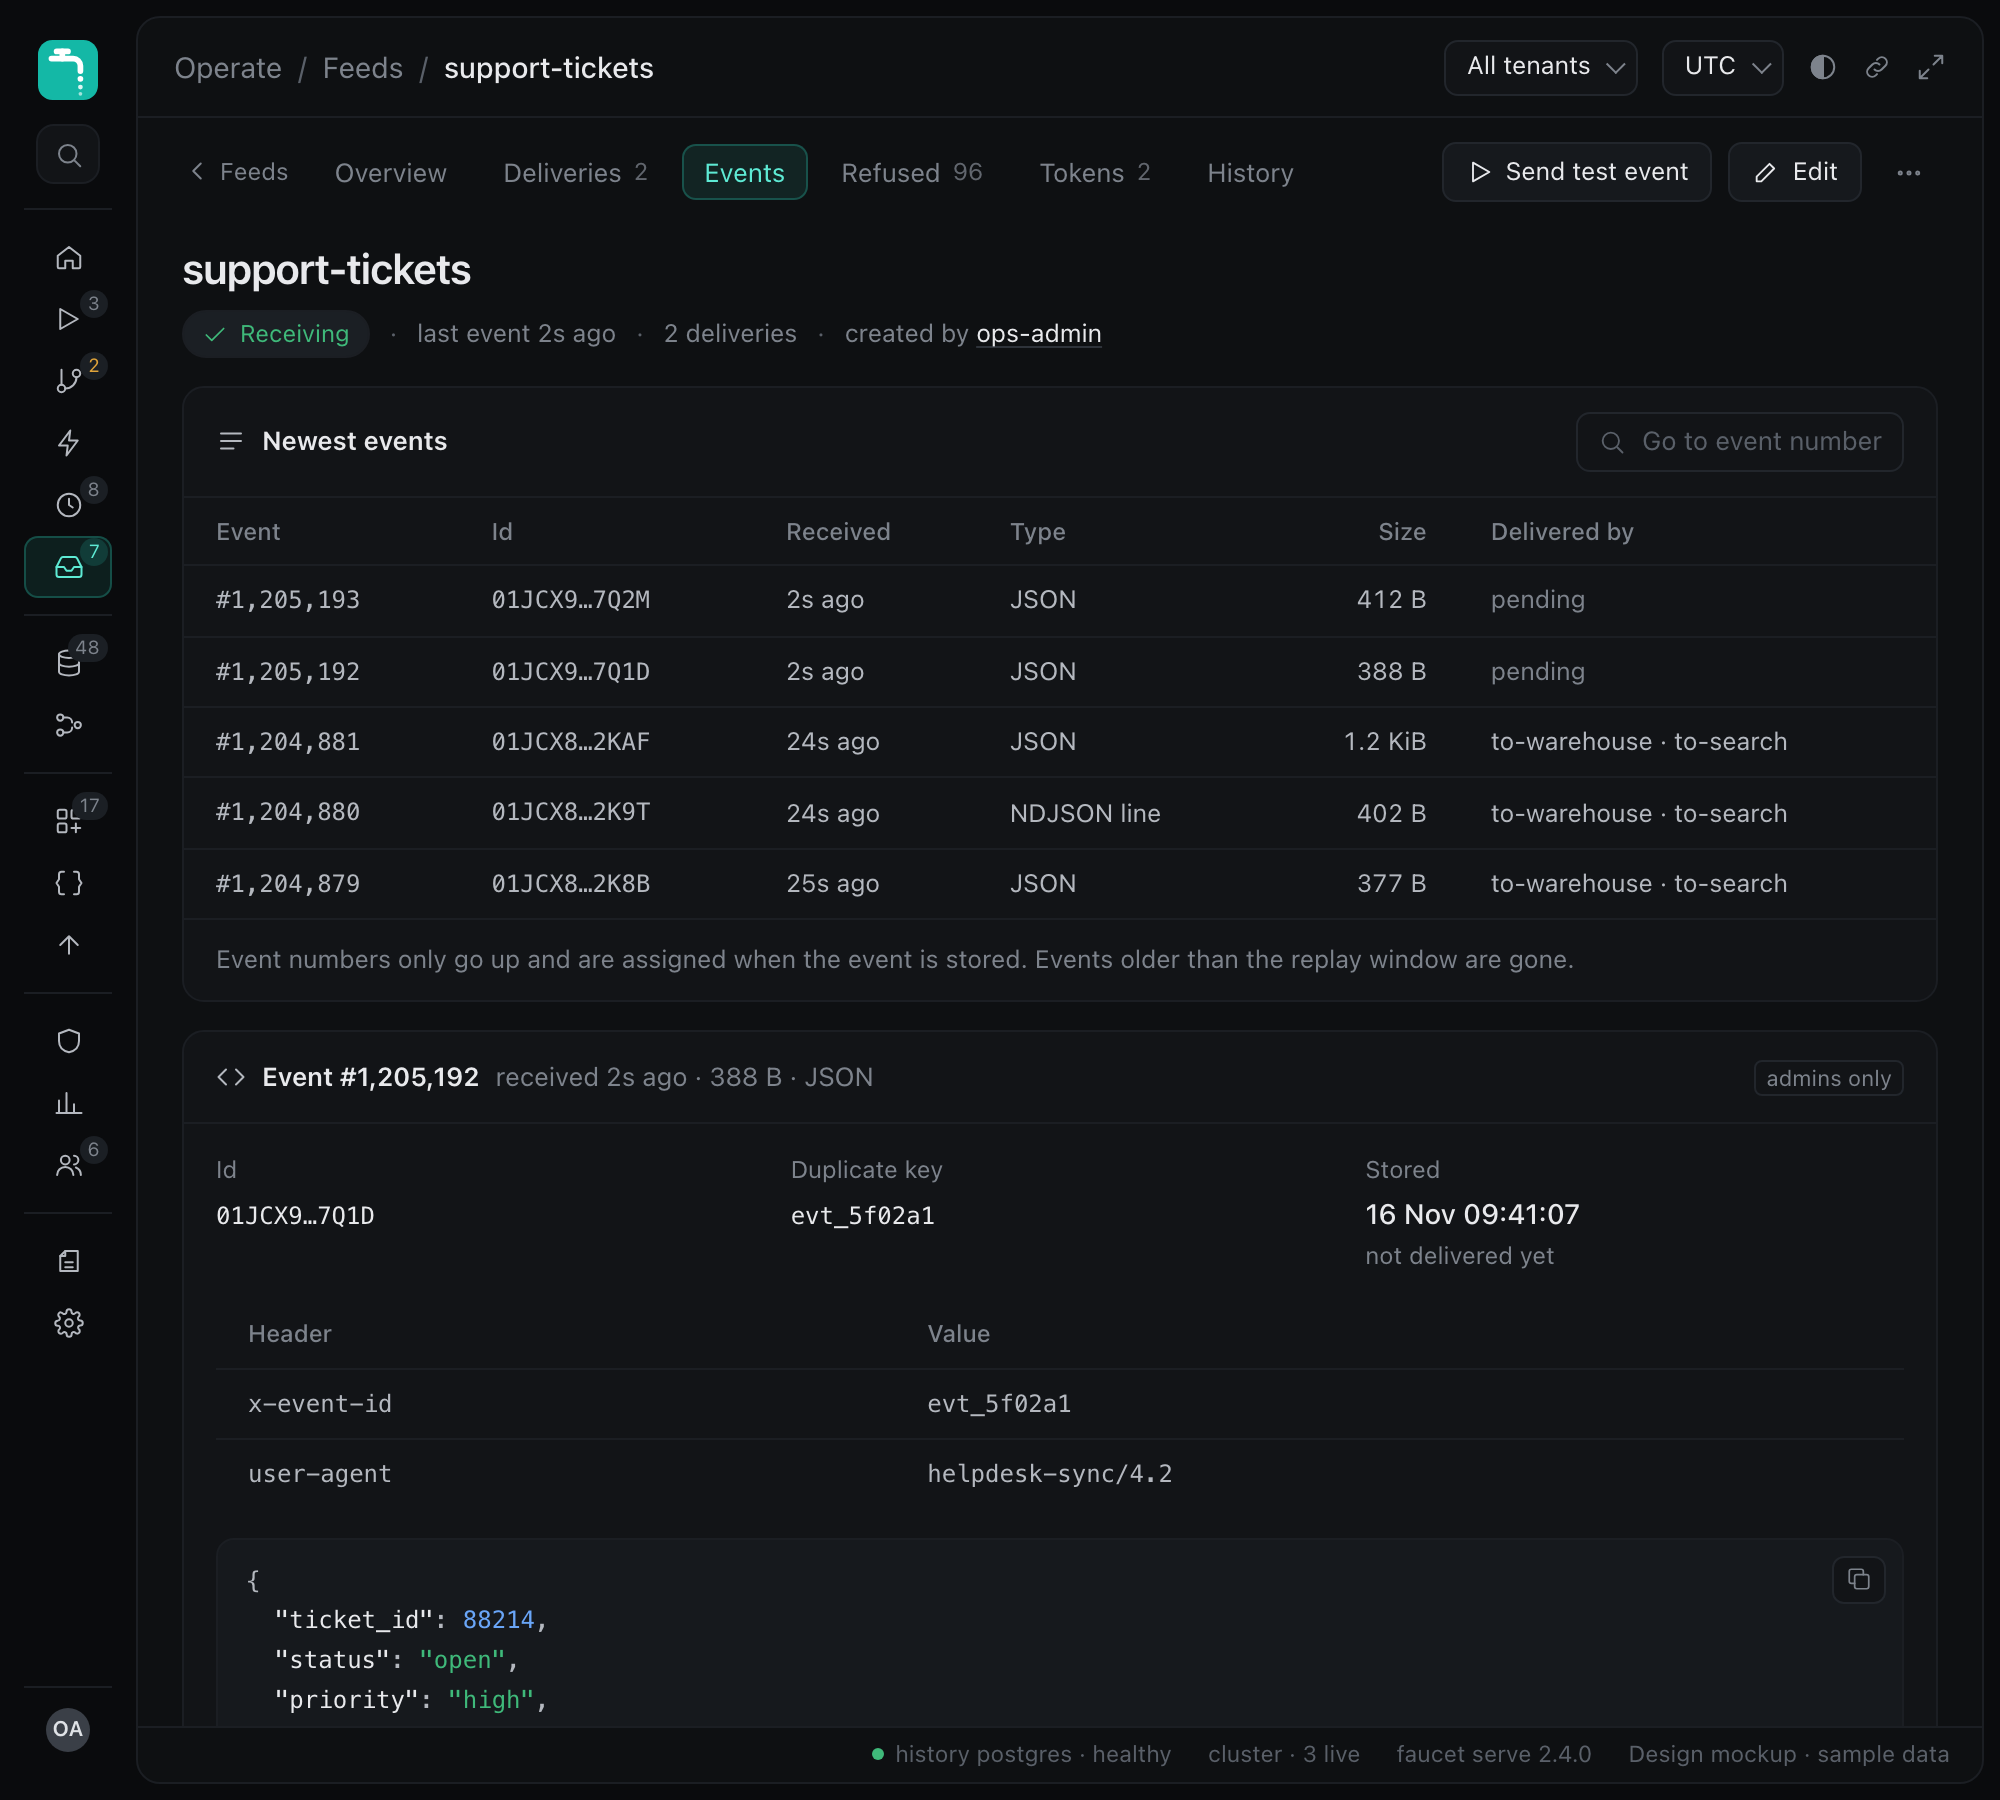 Operate / Feeds / support-tickets
All tenants
UTC
Feeds
Overview
Deliveries 2
Events
Refused 96
Tokens 2
History
Send test event
Edit
3
2
8
7
48
17
6
OA
support-tickets
Receiving · last event 2s ago · 2 deliveries · created by ops-admin
Newest events
Go to event number
Event Id Received Type Size Delivered by
#1,205,193 01JCX9…7Q2M 2s ago JSON 412 B pending
#1,205,192 01JCX9…7Q1D 2s ago JSON 388 B pending
#1,204,881 01JCX8…2KAF 24s ago JSON 1.2 KiB to-warehouse · to-search
#1,204,880 01JCX8…2K9T 24s ago NDJSON line 402 B to-warehouse · to-search
#1,204,879 01JCX8…2K8B 25s ago JSON 377 B to-warehouse · to-search
Event numbers only go up and are assigned when the event is stored. Events older than the replay window are gone.
Event #1,205,192 received 2s ago · 388 B · JSON
admins only
Id Duplicate key Stored
01JCX9…7Q1D evt_5f02a1 16 Nov 09:41:07
not delivered yet
Header Value
x-event-id evt_5f02a1
user-agent helpdesk-sync/4.2
{
"ticket_id": 88214,
"status": "open",
"priority": "high",
history postgres · healthy cluster · 3 live faucet serve 2.4.0 Design mockup · sample data